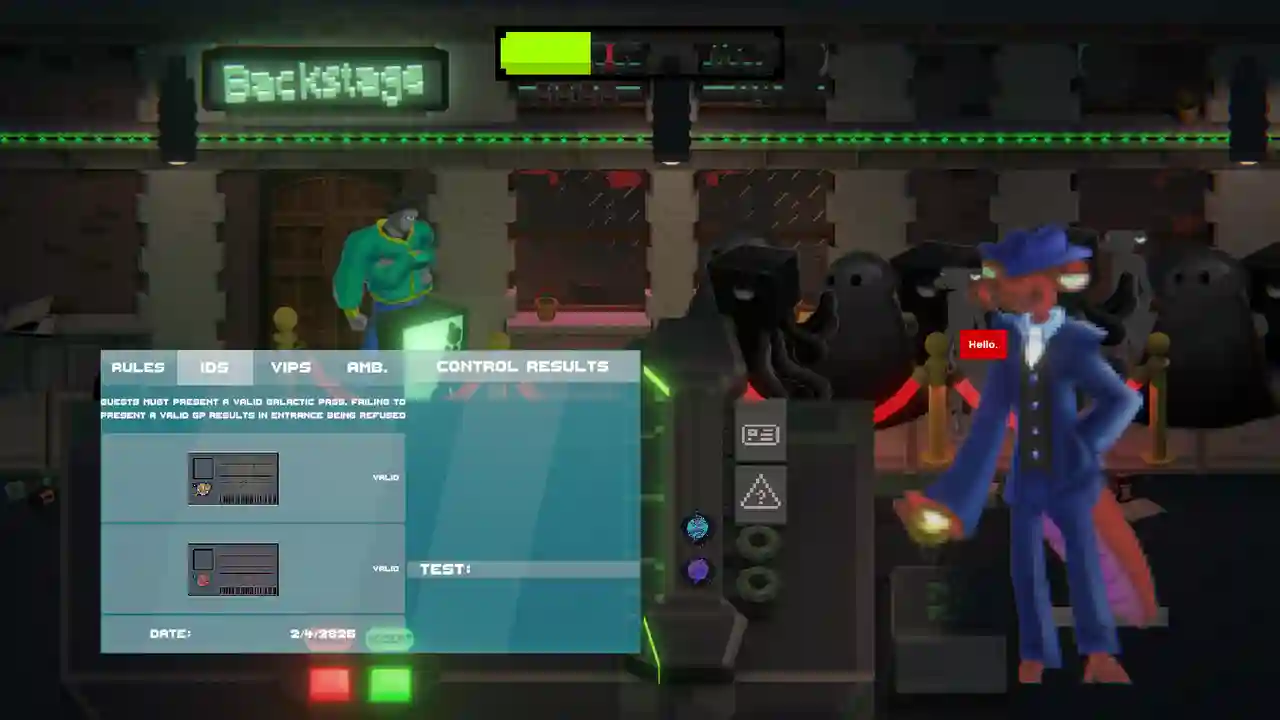 Backstage
Hello.
RULES
IDS
VIPS
AMB.
CONTROL RESULTS
GUESTS MUST PRESENT A VALID GALACTIC PASS. FAILING TO
PRESENT A VALID GP RESULTS IN ENTRANCE BEING REFUSED
VALID
VALID
TEST:
DATE: 2/4/2025